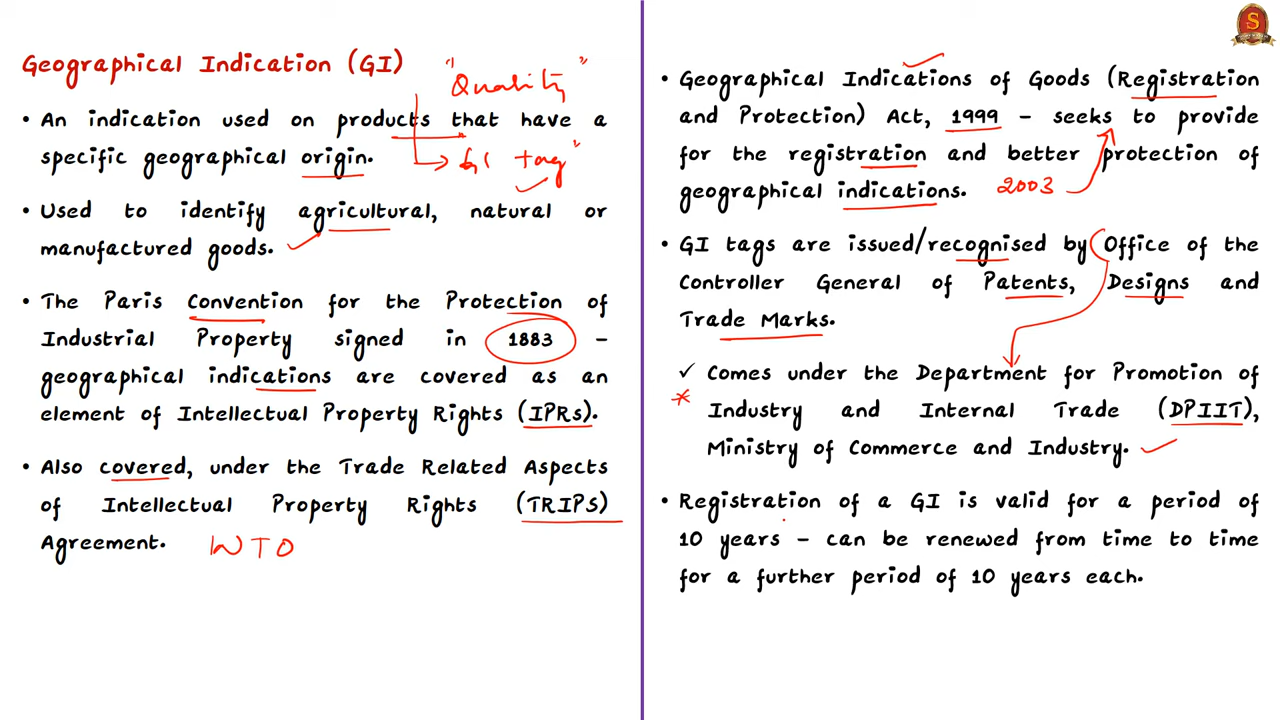 Geographical Indication (GI)
"Quality"
• An indication used on products that have a
specific geographical origin.
GI tag"
• Used to identify agricultural, natural or
manufactured goods.
• The Paris Convention for the Protection of
Industrial Property signed in 1883 –
geographical indications are covered as an
element of Intellectual Property Rights (IPRs).
• Also covered, under the Trade Related Aspects
of Intellectual Property Rights (TRIPS)
Agreement.
WTO
• Geographical Indications of Goods (Registration
and Protection) Act, 1999 – seeks to provide
for the registration and better protection of
geographical indications.
2003
• GI tags are issued/recognised by Office of the
Controller General of Patents, Designs and
Trade Marks.
✓ Comes under the Department for Promotion of
Industry and Internal Trade (DPIIT),
Ministry of Commerce and Industry.
• Registration of a GI is valid for a period of
10 years – can be renewed from time to time
for a further period of 10 years each.
S